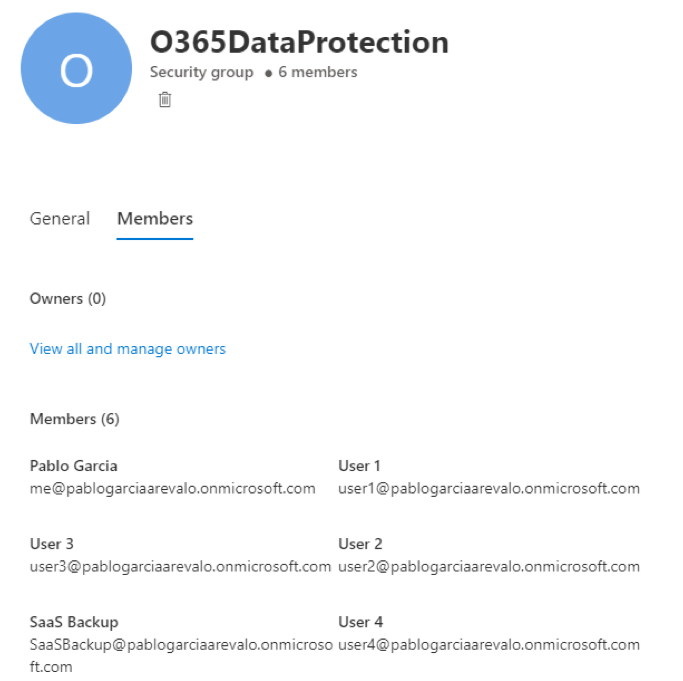 O
O365DataProtection
Security group ● 6 members
General Members
Owners (0)
View all and manage owners
Members (6)
Pablo Garcia
me@pablogarciaarevalo.onmicrosoft.com
User 1
user1@pablogarciaarevalo.onmicrosoft.com
User 3
user3@pablogarciaarevalo.onmicrosoft.com
User 2
user2@pablogarciaarevalo.onmicrosoft.com
SaaS Backup
SaaSBackup@pablogarciaarevalo.onmicroso
ft.com
User 4
user4@pablogarciaarevalo.onmicrosoft.com